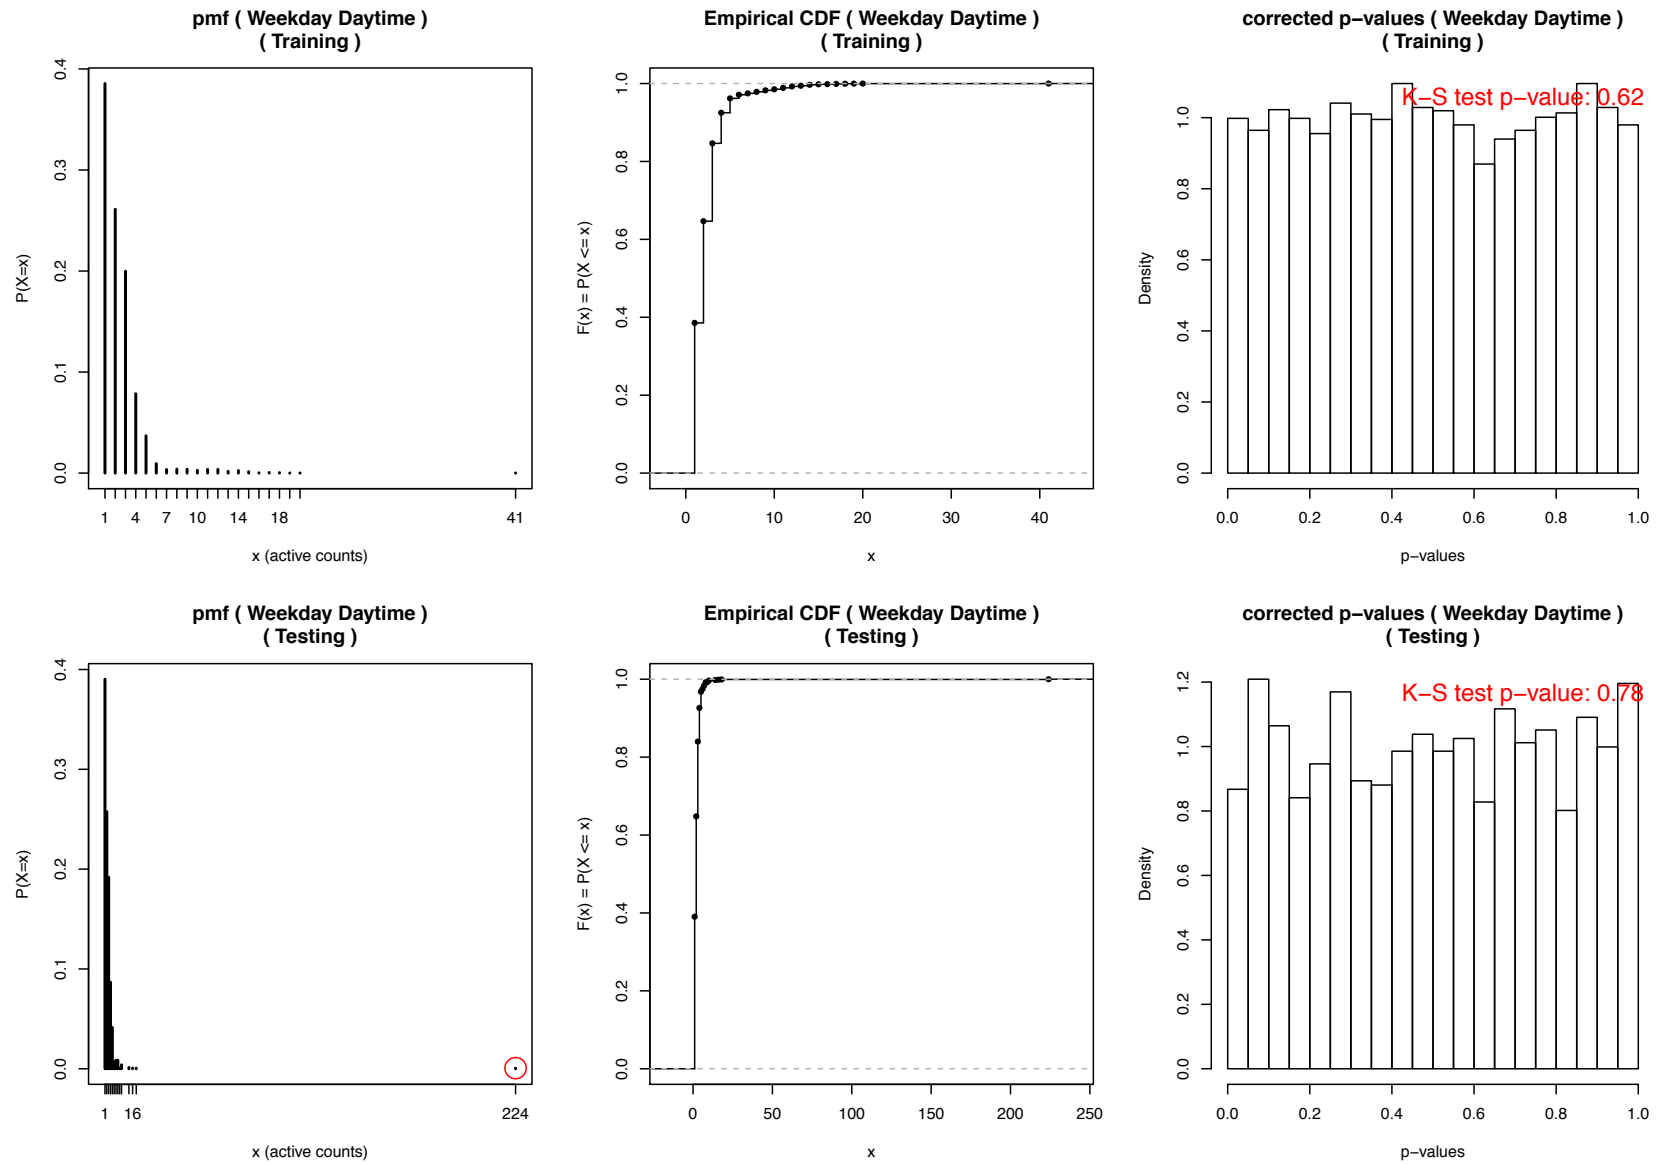 pmf ( Weekday Daytime )
( Training )
0.0 0.1 0.2 0.3 0.4
P(X=x)
1 4 7 10 14 18 41
x (active counts)
Empirical CDF ( Weekday Daytime )
( Training )
0.0 0.2 0.4 0.6 0.8 1.0
F(x) = P(X <= x)
0 10 20 30 40
x
corrected p−values ( Weekday Daytime )
( Training )
K−S test p−value: 0.62
0.0 0.2 0.4 0.6 0.8 1.0
Density
0.0 0.2 0.4 0.6 0.8 1.0
p−values
pmf ( Weekday Daytime )
( Testing )
0.0 0.1 0.2 0.3 0.4
P(X=x)
1 16 224
x (active counts)
Empirical CDF ( Weekday Daytime )
( Testing )
0.0 0.2 0.4 0.6 0.8 1.0
F(x) = P(X <= x)
0 50 100 150 200 250
x
corrected p−values ( Weekday Daytime )
( Testing )
K−S test p−value: 0.78
0.0 0.2 0.4 0.6 0.8 1.0 1.2
Density
0.0 0.2 0.4 0.6 0.8 1.0
p−values